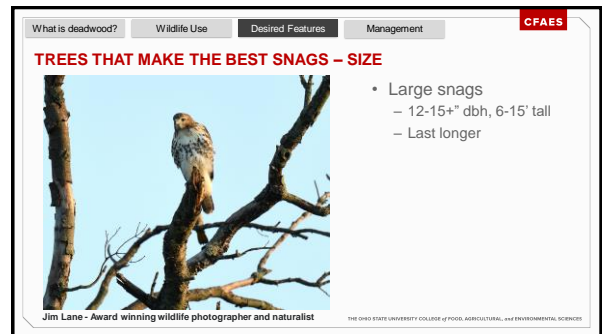 What is deadwood?
Wildlife Use
Desired Features
Management
CFAES
TREES THAT MAKE THE BEST SNAGS – SIZE
• Large snags
– 12-15+” dbh, 6-15’ tall
– Last longer
Jim Lane - Award winning wildlife photographer and naturalist
THE OHIO STATE UNIVERSITY COLLEGE of FOOD, AGRICULTURAL, and ENVIRONMENTAL SCIENCES